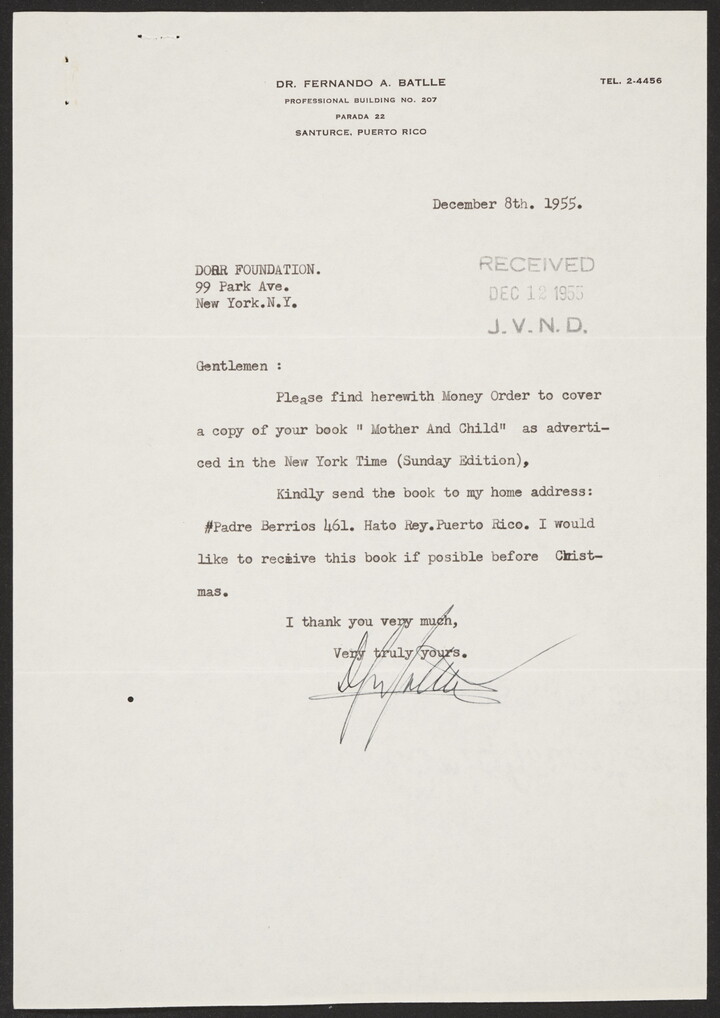 DR. FERNANDO A. BATLLE
TEL. 2-4456
PROFESSIONAL BUILDING NO. 207
PARADA 22
SANTURCE, PUERTO RICO
December 8th. 1955.
DORR FOUNDATION.
99 Park Ave.
New York.N.Y.
RECEIVED
DEC 12 1955
J. V. N. D.
Gentlemen :
Please find herewith Money Order to cover
a copy of your book " Mother And Child" as adverti-
ced in the New York Time (Sunday Edition),
Kindly send the book to my home address:
#Padre Berrios 461. Hato Rey.Puerto Rico. I would
like to receive this book if posible before Christ-
mas.
I thank you very much,
Very truly yours.